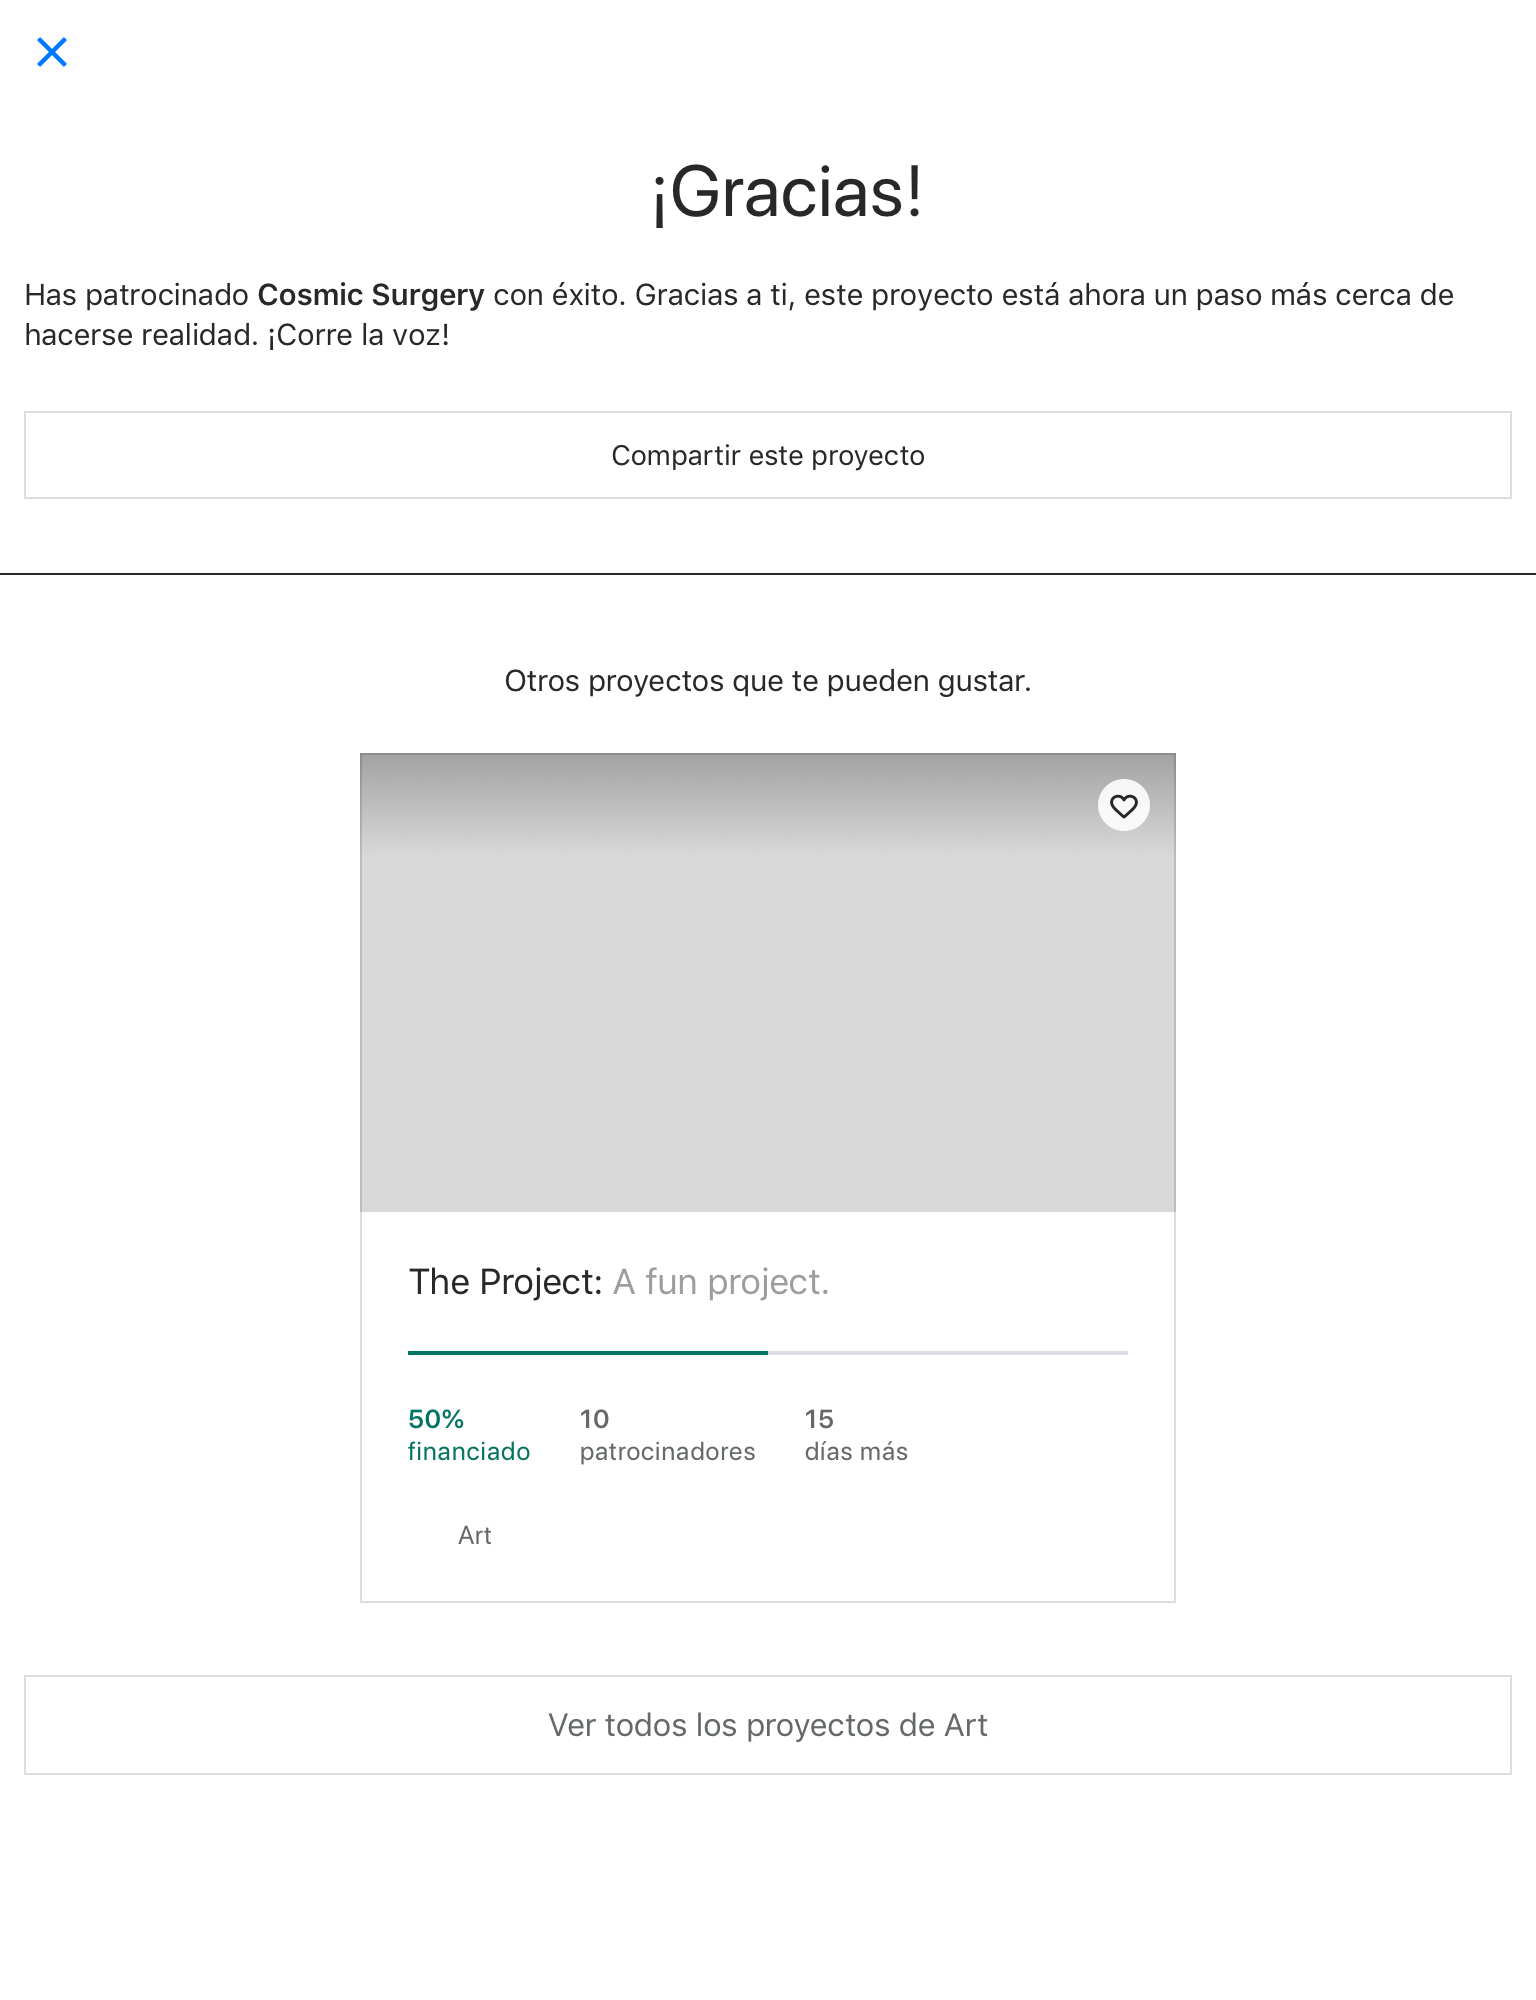 ¡Gracias!
Has patrocinado Cosmic Surgery con éxito. Gracias a ti, este proyecto está ahora un paso más cerca de
hacerse realidad. ¡Corre la voz!
Compartir este proyecto
Otros proyectos que te pueden gustar.
The Project: A fun project.
50% 10 15
financiado patrocinadores días más
Art
Ver todos los proyectos de Art